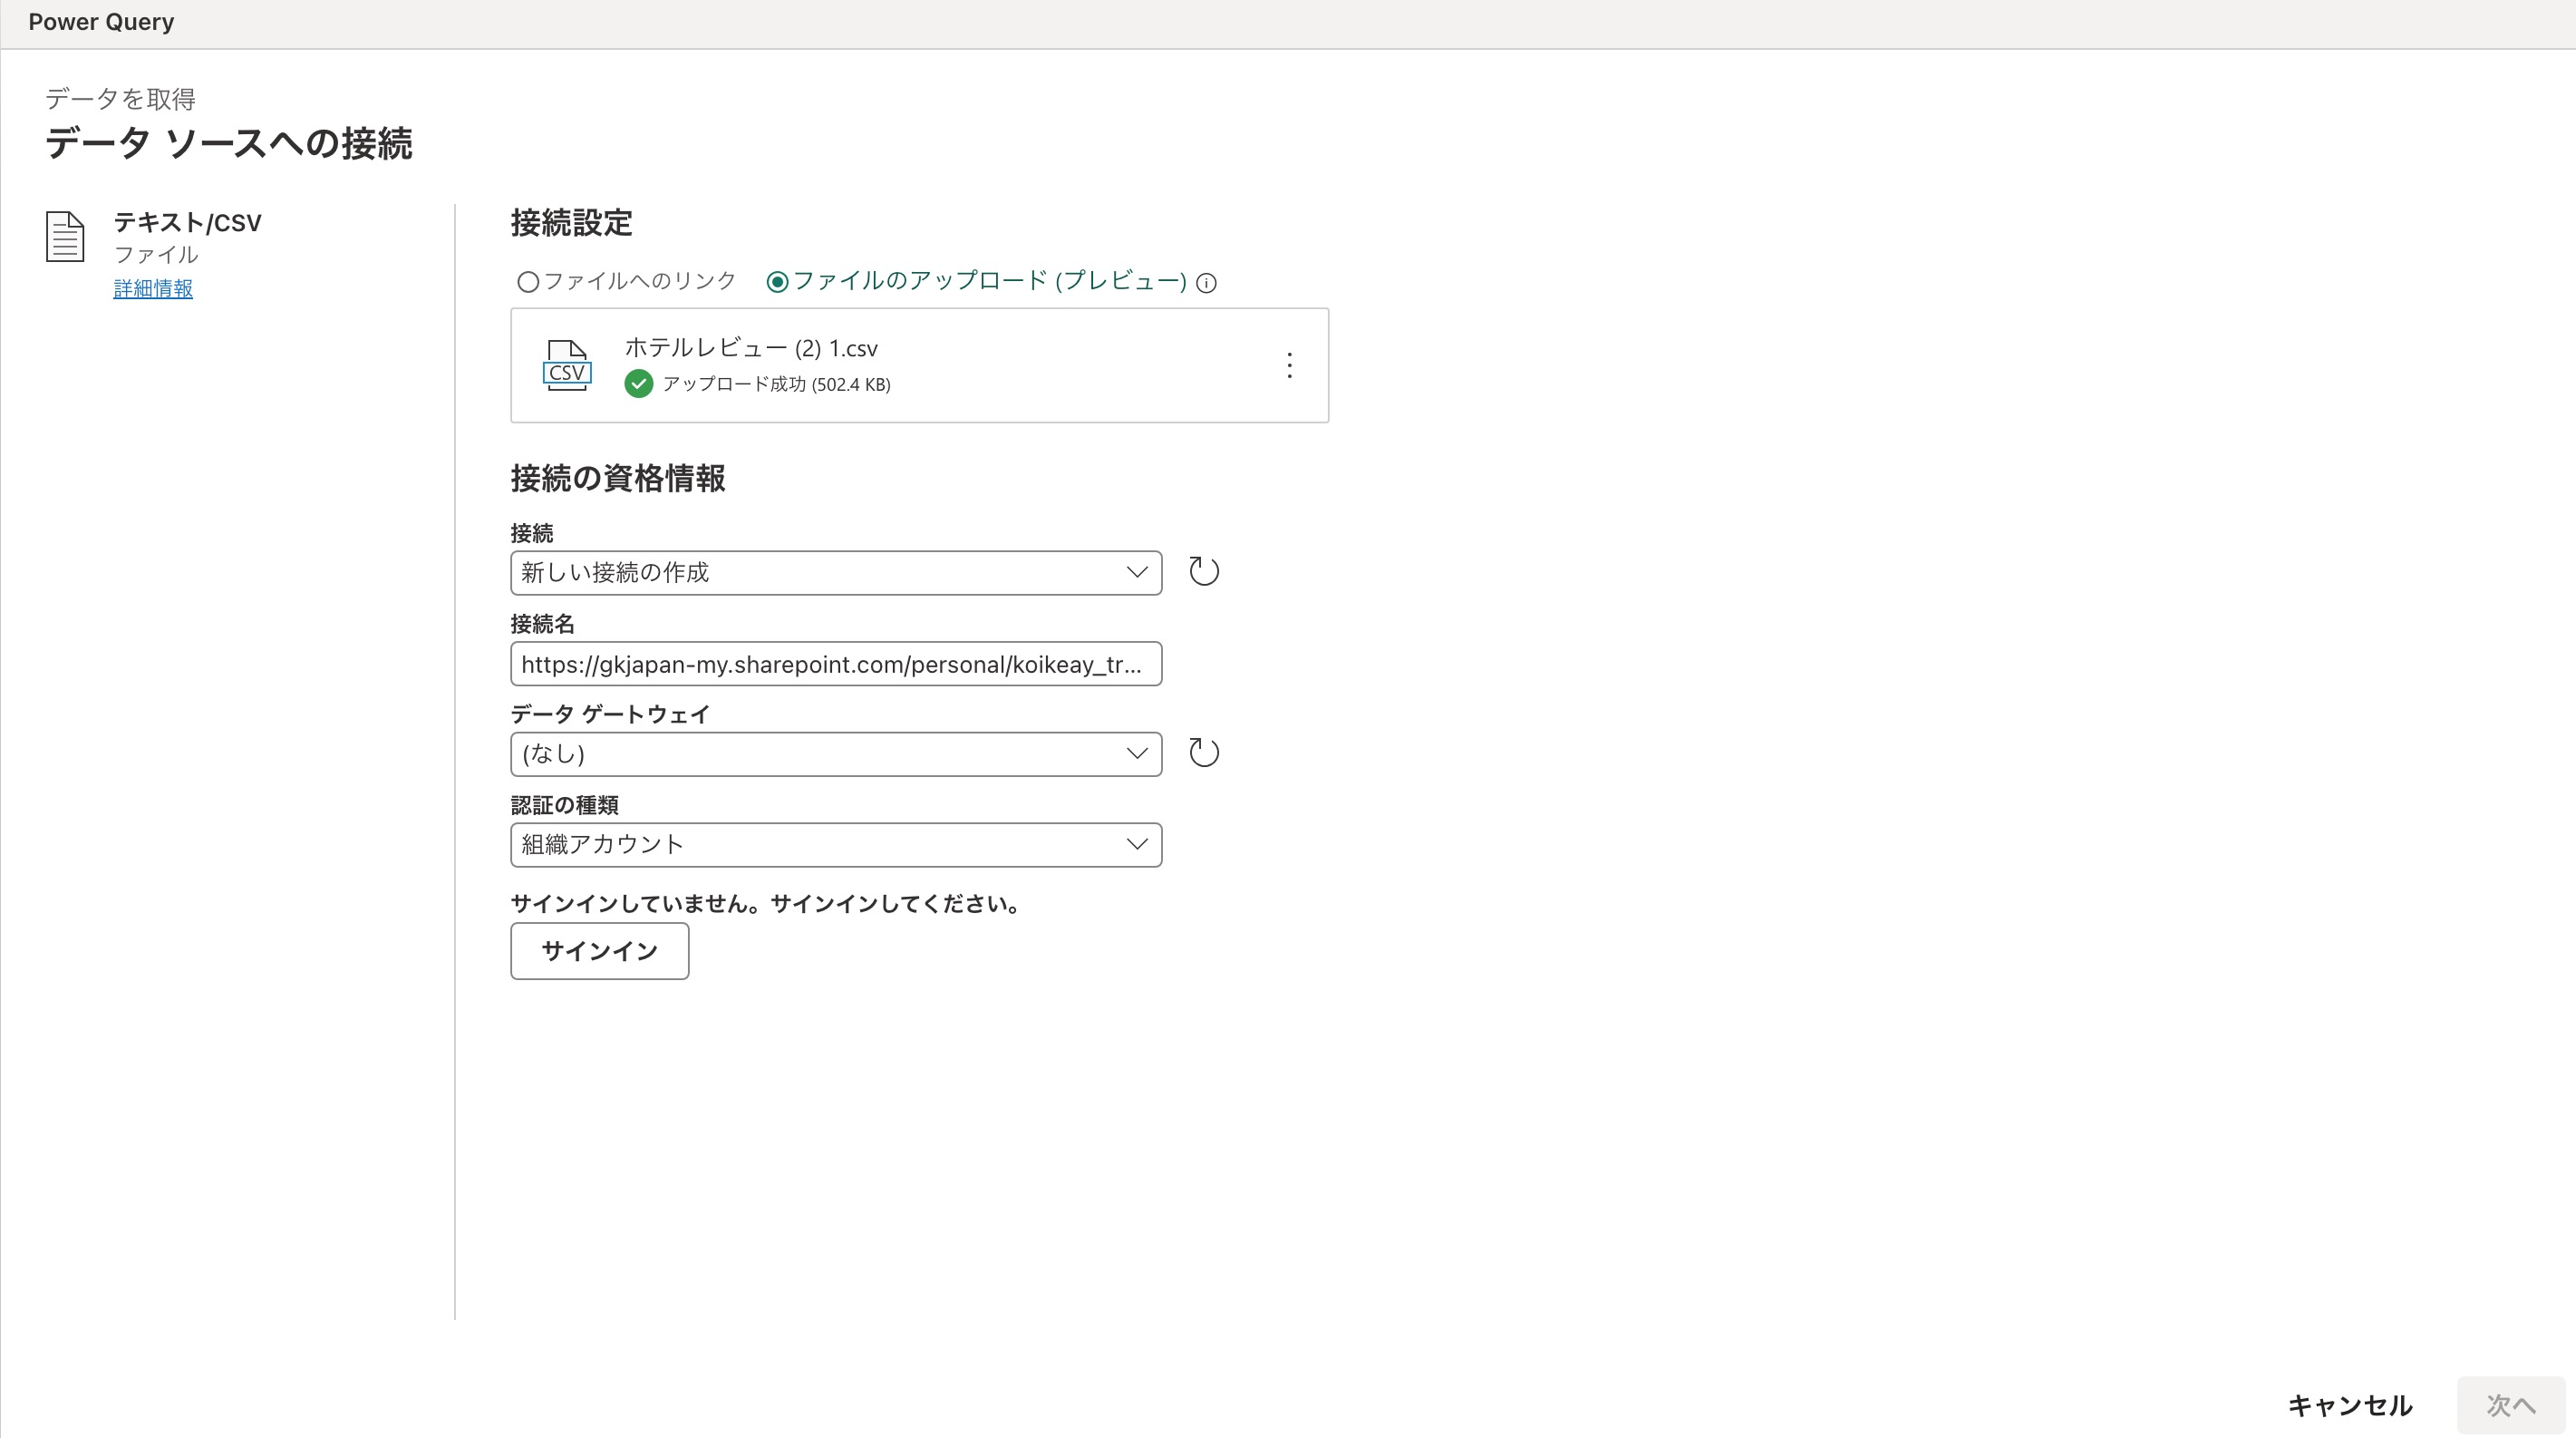 Power Query
データを取得
データ ソースへの接続
テキスト/CSV
ファイル
詳細情報
接続設定
ファイルへのリンク ファイルのアップロード (プレビュー)
CSV
ホテルレビュー (2) 1.csv
アップロード成功 (502.4 KB)
接続の資格情報
接続
新しい接続の作成
接続名
https://gkjapan-my.sharepoint.com/personal/koikeay_tr...
データ ゲートウェイ
(なし)
認証の種類
組織アカウント
サインインしていません。サインインしてください。
サインイン
キャンセル 次へ